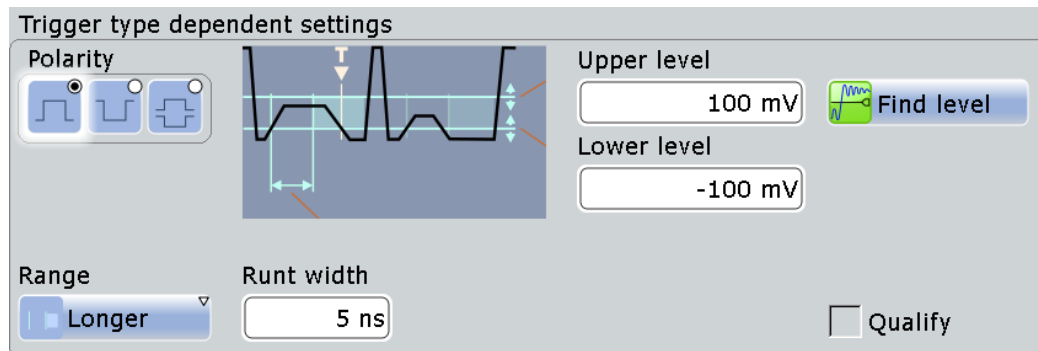 Trigger type dependent settings
Polarity
T
Upper level
100 mV
Find level
Lower level
-100 mV
Range
Longer
Runt width
5 ns
Qualify